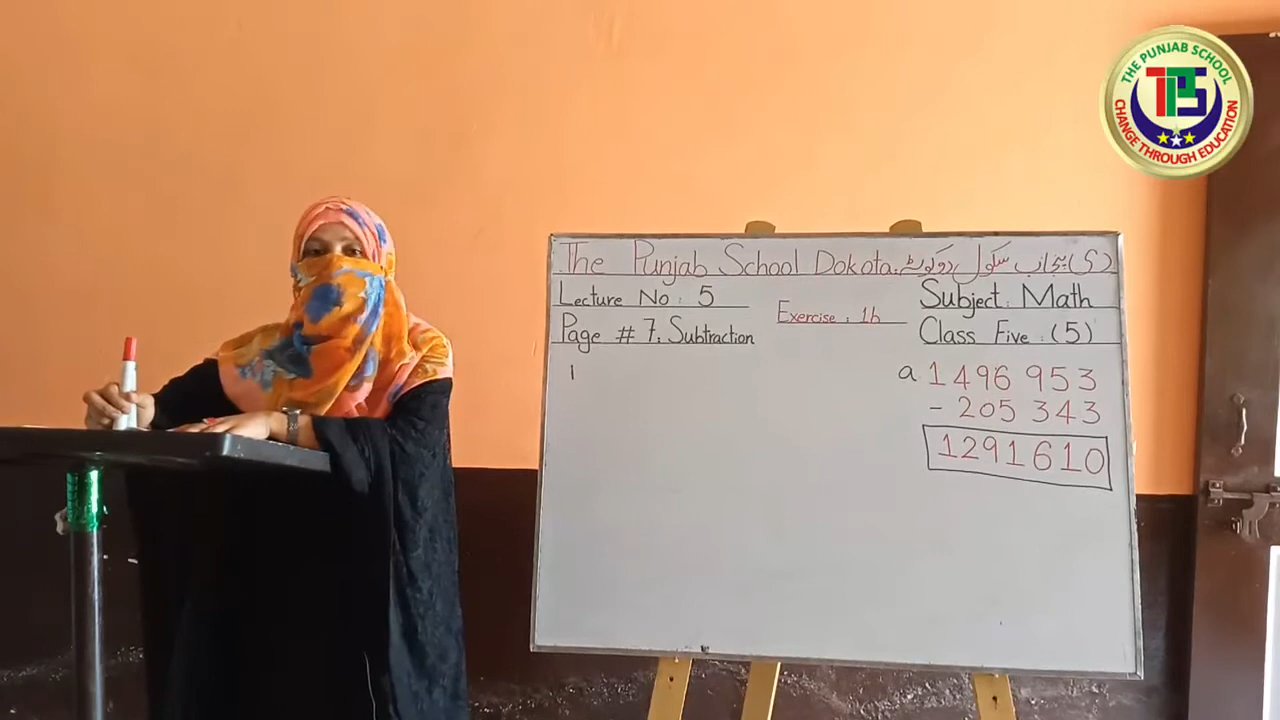 THE PUNJAB SCHOOL
TPS
CHANGE THROUGH EDUCATION
The Punjab School Dokota. دی پنجاب سکول دوکوٹہ
Lecture No : 5
Exercise : 1b
Subject : Math
Page # 7. Subtraction
Class Five : (5)
1
a 1496 953
- 205 343
1291610